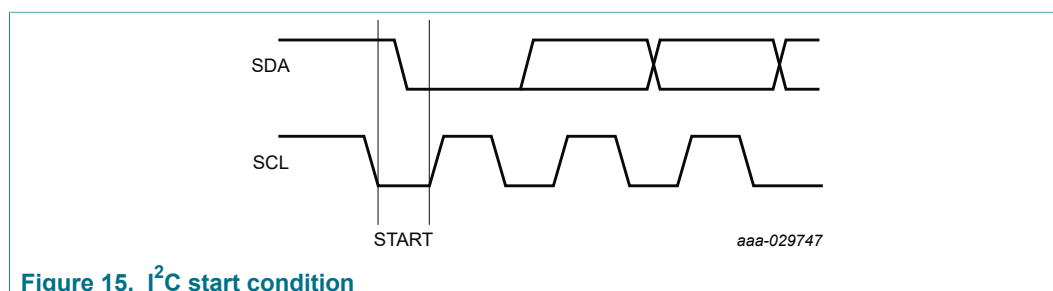 SDA
SCL
START
aaa-029747
Figure 15. I²C start condition